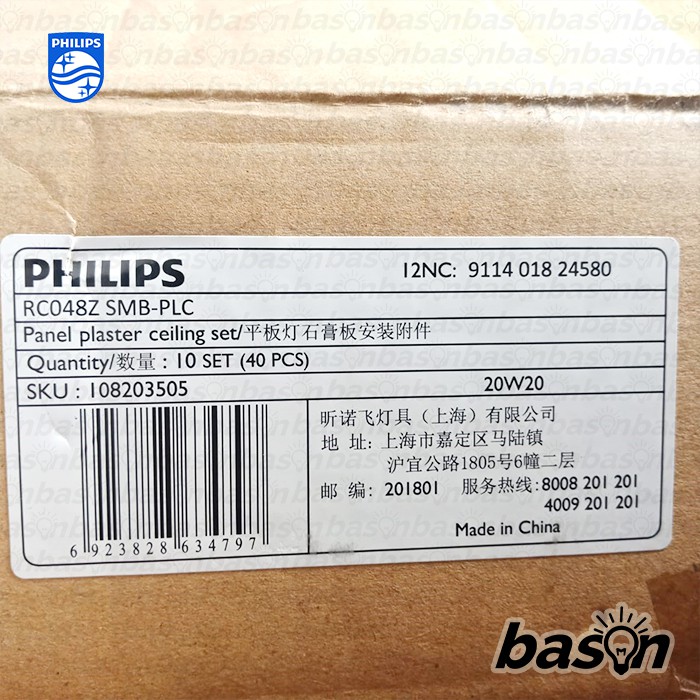 PHILIPS
PHILIPS 12NC: 9114 018 24580
RC048Z SMB-PLC
Panel plaster ceiling set/平板灯石膏板安装附件
Quantity/数量 : 10 SET (40 PCS)
SKU : 108203505 20W20
昕诺飞灯具（上海）有限公司
地 址: 上海市嘉定区马陆镇
沪宜公路1805号6幢二层
邮 编: 201801 服务热线: 8008 201 201
4009 201 201
Made in China
6 923828 634797
bason